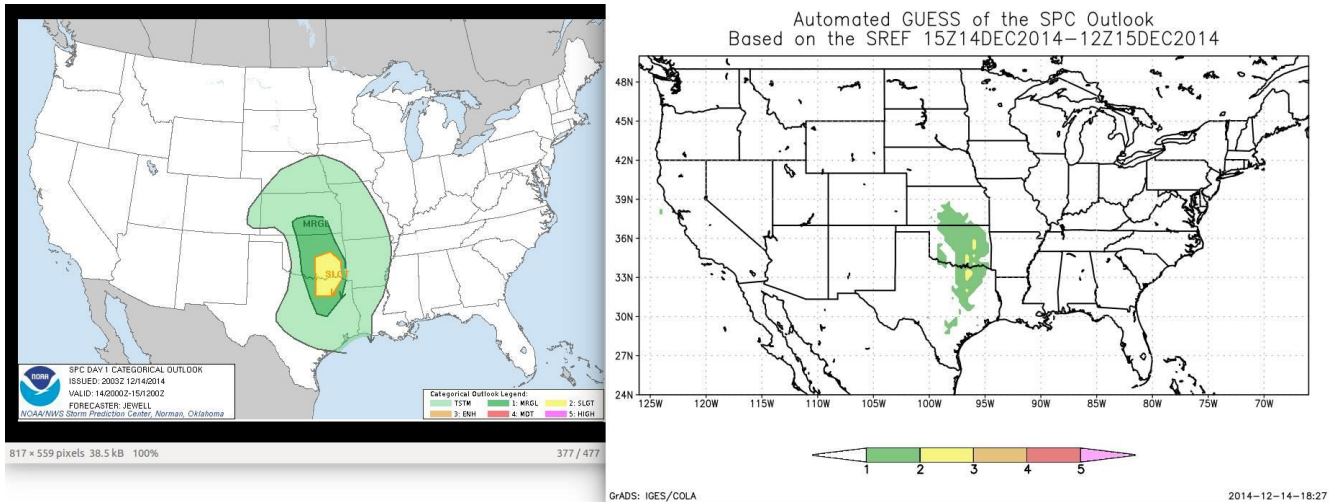 MRGL
SLGT
NOAA
SPC DAY 1 CATEGORICAL OUTLOOK
ISSUED: 2003Z 12/14/2014
VALID: 14/2000Z-15/1200Z
FORECASTER: JEWELL
NOAA/NWS Storm Prediction Center, Norman, Oklahoma
Categorical Outlook Legend:
TSTM 1: MRGL 2: SLGT
3: ENH 4: MDT 5: HIGH
817 × 559 pixels 38.5 kB 100% 377 / 477
Automated GUESS of the SPC Outlook
Based on the SREF 15Z14DEC2014-12Z15DEC2014
48N
45N
42N
39N
36N
33N
30N
27N
24N
125W 120W 115W 110W 105W 100W 95W 90W 85W 80W 75W 70W
1 2 3 4 5
GrADS: IGES/COLA 2014-12-14-18:27